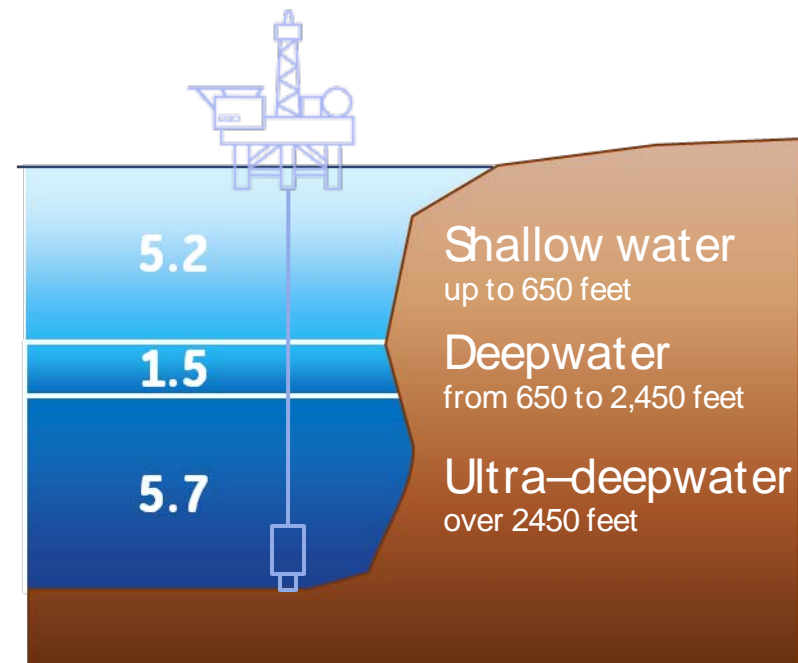 5.2
Shallow water
up to 650 feet
1.5
Deepwater
from 650 to 2,450 feet
5.7
Ultra–deepwater
over 2450 feet